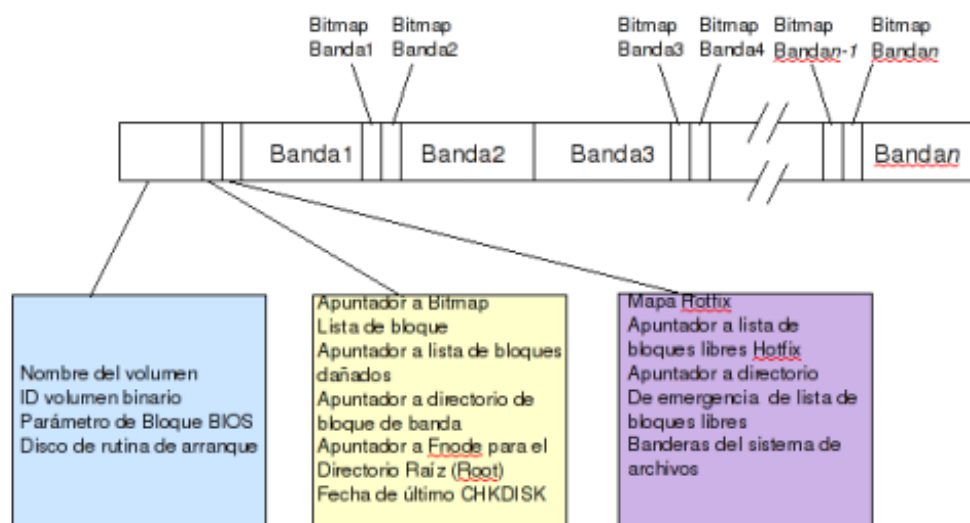 Bitmap
Banda1
Bitmap
Banda2
Bitmap
Banda3
Bitmap
Banda4
Bitmap
Bandan-1
Bitmap
Bandan
Banda1
Banda2
Banda3
Bandan
Nombre del volumen
ID volumen binario
Parámetro de Bloque BIOS
Disco de rutina de arranque
Apuntador a Bitmap
Lista de bloque
Apuntador a lista de bloques
dañados
Apuntador a directorio de
bloque de banda
Apuntador a Fnode para el
Directorio Raíz (Root)
Fecha de último CHKDISK
Mapa Rotfix
Apuntador a lista de
bloques libres Hotfix
Apuntador a directorio
De emergencia de lista de
bloques libres
Banderas del sistema de
archivos